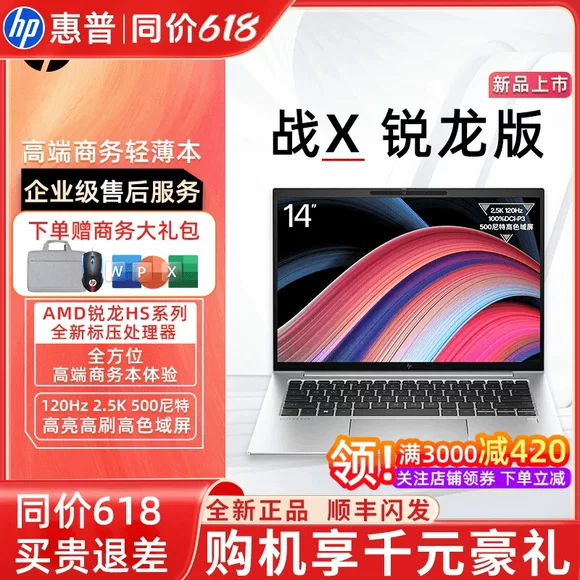 hp 惠普 同价618
新品上市
战X 锐龙版
高端商务轻薄本
企业级售后服务
下单赠商务大礼包
W P X
AMD锐龙HS系列
全新标压处理器
全方位
高端商务本体验
120Hz 2.5K 500尼特
高亮高刷高色域屏
14"
2.5K 120Hz
100%DCI-P3
500尼特高色域屏
领! 满3000减420
关注店铺领券 下单立减
同价618
买贵退差
全新正品 顺丰闪发
购机享千元豪礼